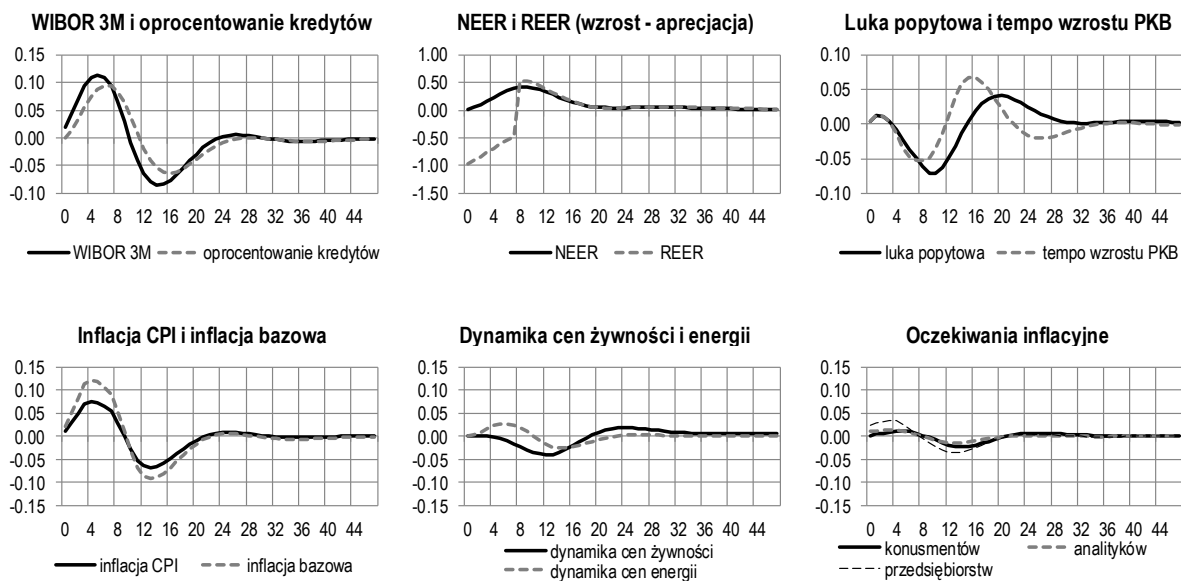 WIBOR 3M i oprocentowanie kredytów
0.15
0.10
0.05
0.00
-0.05
-0.10
0 4 8 12 16 20 24 28 32 36 40 44
WIBOR 3M oprocentowanie kredytów
NEER i REER (wzrost - aprecjacja)
1.00
0.50
0.00
-0.50
-1.00
-1.50
0 4 8 12 16 20 24 28 32 36 40 44
NEER REER
Luka popytowa i tempo wzrostu PKB
0.10
0.05
0.00
-0.05
-0.10
0 4 8 12 16 20 24 28 32 36 40 44
luka popytowa tempo wzrostu PKB
Inflacja CPI i inflacja bazowa
0.15
0.10
0.05
0.00
-0.05
-0.10
-0.15
0 4 8 12 16 20 24 28 32 36 40 44
inflacja CPI inflacja bazowa
Dynamika cen żywności i energii
0.15
0.10
0.05
0.00
-0.05
-0.10
-0.15
0 4 8 12 16 20 24 28 32 36 40 44
dynamika cen żywności
dynamika cen energii
Oczekiwania inflacyjne
0.15
0.10
0.05
0.00
-0.05
-0.10
-0.15
0 4 8 12 16 20 24 28 32 36 40 44
konusmentów analityków
przedsiębiorstw